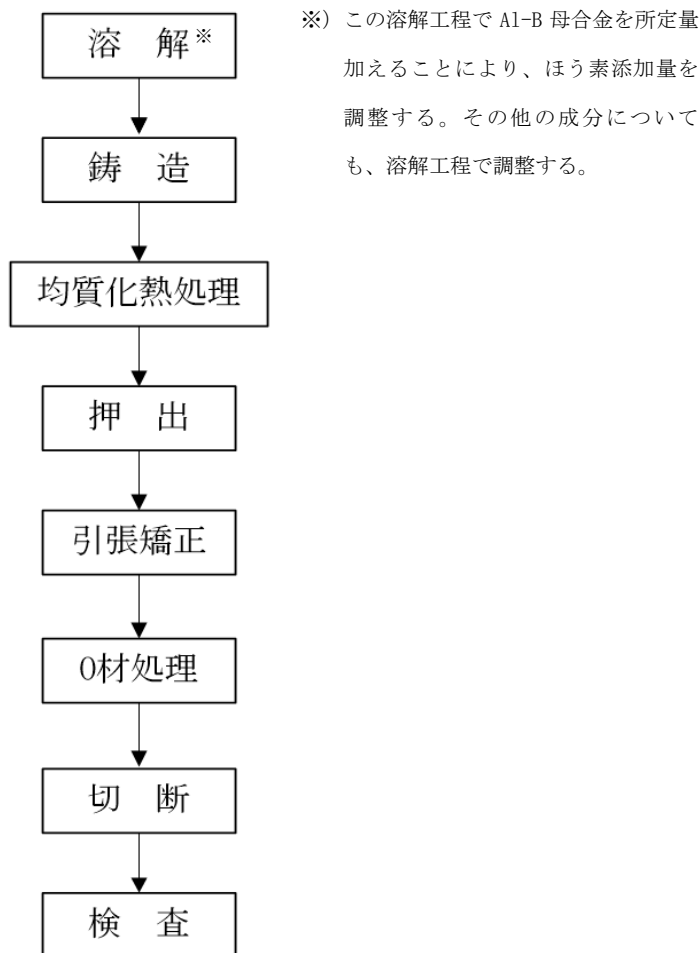 溶　解※
※) この溶解工程で Al-B 母合金を所定量
加えることにより、ほう素添加量を
調整する。その他の成分について
も、溶解工程で調整する。
鋳　造
均質化熱処理
押　出
引張矯正
O材処理
切　断
検　査